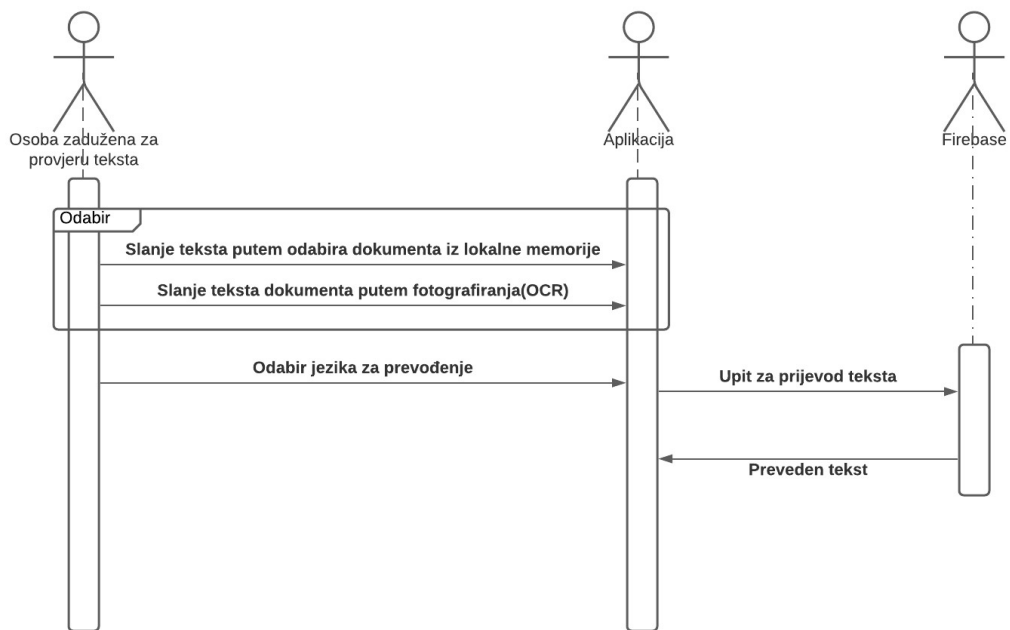 Osoba zadužena za
provjeru teksta
Aplikacija
Firebase
Odabir
Slanje teksta putem odabira dokumenta iz lokalne memorije
Slanje teksta dokumenta putem fotografiranja(OCR)
Odabir jezika za prevođenje
Upit za prijevod teksta
Preveden tekst